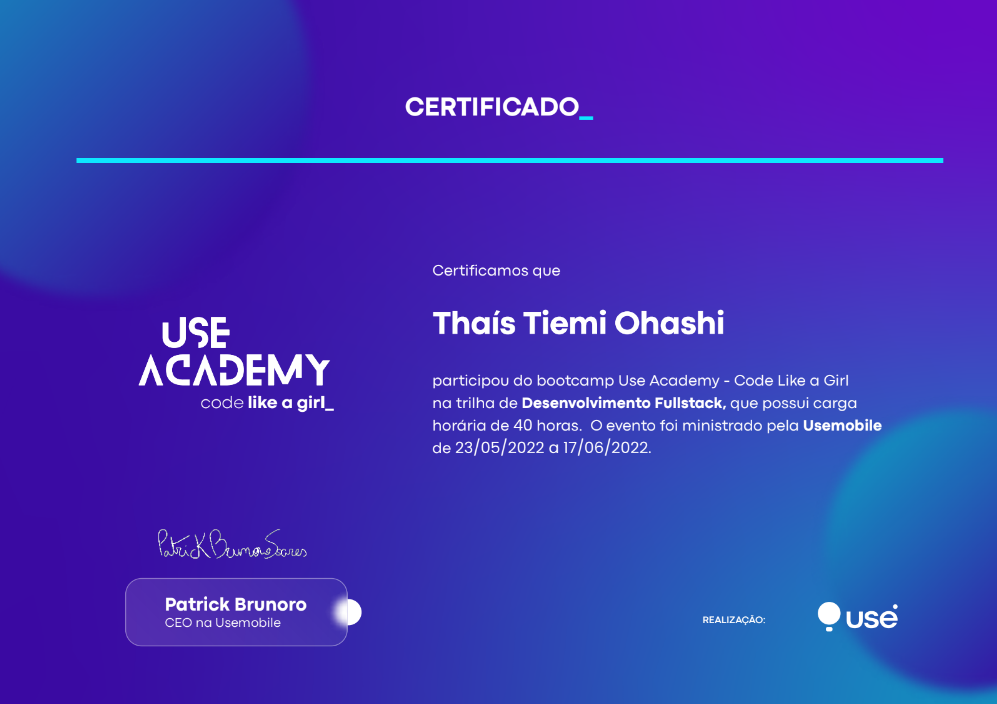 CERTIFICADO_
Certificamos que
Thaís Tiemi Ohashi
USE
ACADEMY
code like a girl_
participou do bootcamp Use Academy - Code Like a Girl
na trilha de Desenvolvimento Fullstack, que possui carga
horária de 40 horas.  O evento foi ministrado pela Usemobile
de 23/05/2022 a 17/06/2022.
Patrick Brunoro Soares
Patrick Brunoro
CEO na Usemobile
REALIZAÇÃO:
use